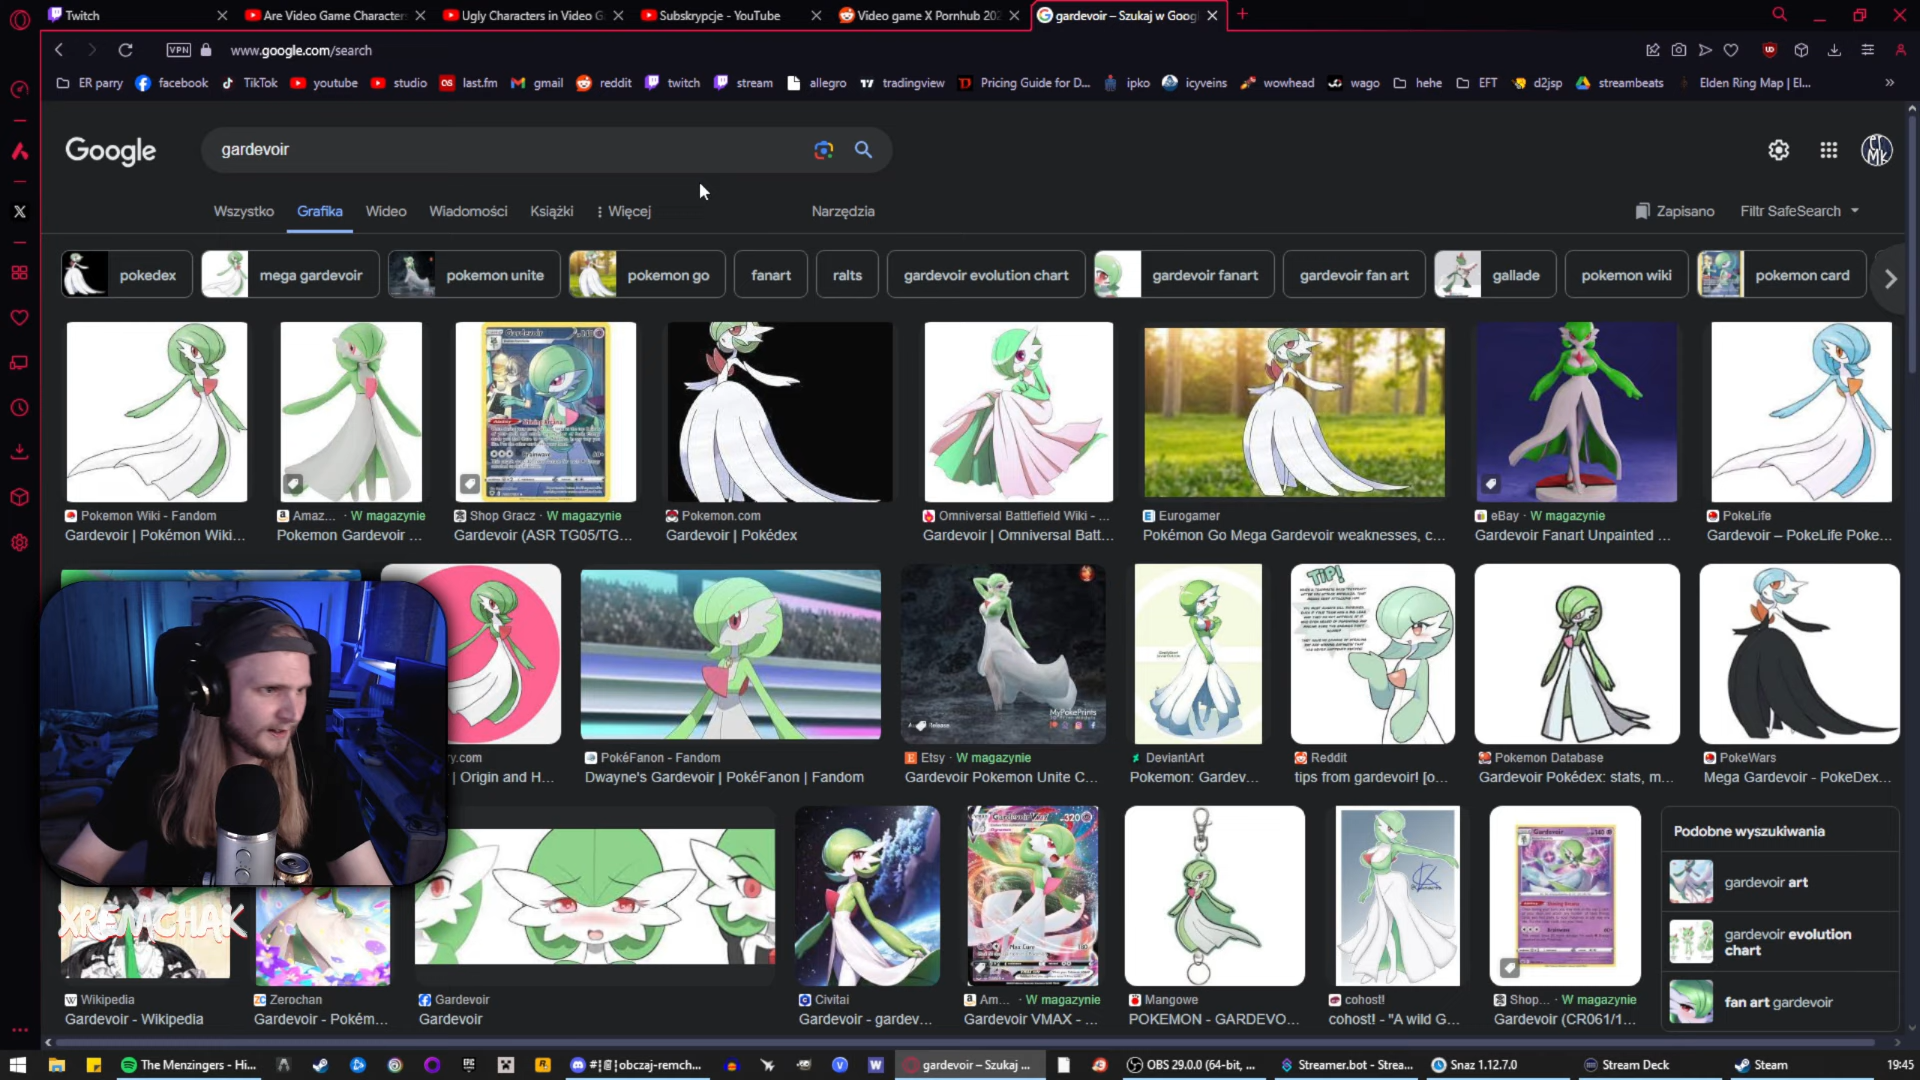 Twitch
Are Video Game Character
Ugly Characters in Video G
Subskrypcje - YouTube
Video game X Pornhub 202
gardevoir – Szukaj w Googl
VPN
www.google.com/search
ER parry
facebook
TikTok
youtube
studio
last.fm
gmail
reddit
twitch
stream
allegro
tradingview
Pricing Guide for D...
ipko
icyveins
wowhead
wago
hehe
EFT
d2jsp
streambeats
Elden Ring Map | El...
Google
gardevoir
Wszystko
Grafika
Wideo
Wiadomości
Książki
Więcej
Narzędzia
Zapisano
Filtr SafeSearch
pokedex
mega gardevoir
pokemon unite
pokemon go
fanart
ralts
gardevoir evolution chart
gardevoir fanart
gardevoir fan art
gallade
pokemon wiki
pokemon card
Pokemon Wiki - Fandom
Gardevoir | Pokémon Wiki...
Amaz... · W magazynie
Pokemon Gardevoir ...
Shop Gracz · W magazynie
Gardevoir (ASR TG05/TG...
Pokemon.com
Gardevoir | Pokédex
Omniversal Battlefield Wiki - ...
Gardevoir | Omniversal Batt...
Eurogamer
Pokémon Go Mega Gardevoir weaknesses, c...
eBay · W magazynie
Gardevoir Fanart Unpainted ...
PokeLife
Gardevoir – PokeLife Poke...
TIP!
MyPokePrints
y.com
| Origin and H...
PokéFanon - Fandom
Dwayne's Gardevoir | PokéFanon | Fandom
Etsy · W magazynie
Gardevoir Pokemon Unite C...
DeviantArt
Pokemon: Gardev...
Reddit
tips from gardevoir! [o...
Pokemon Database
Gardevoir Pokédex: stats, m...
PokeWars
Mega Gardevoir - PokeDex...
XREMCHAK
Wikipedia
Gardevoir - Wikipedia
Zerochan
Gardevoir - Pokém...
Gardevoir
Gardevoir
Civitai
Gardevoir - gardev...
Am... · W magazynie
Gardevoir VMAX - ...
Mangowe
POKEMON - GARDEVO...
cohost!
cohost! - "A wild G...
Shop... · W magazynie
Gardevoir (CR061/1...
Podobne wyszukiwania
gardevoir art
gardevoir evolution
chart
fan art gardevoir
The Menzingers - Hi...
gardevoir – Szukaj ...
OBS 29.0.0 (64-bit, ...
Streamer.bot - Strea...
Snaz 1.12.7.0
Stream Deck
Steam
19:45